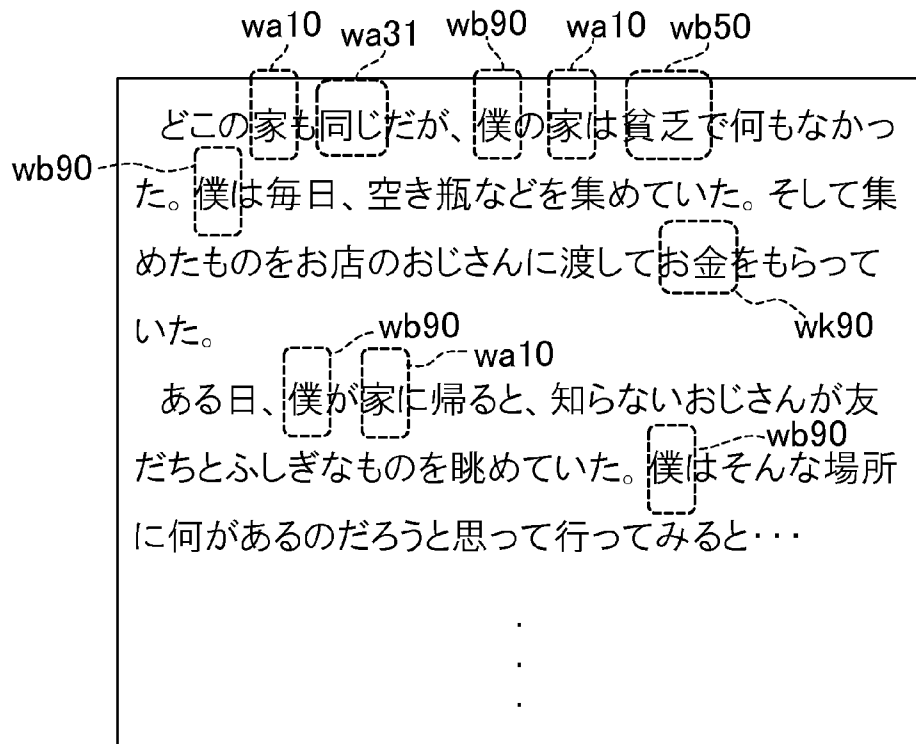 wa10 wa31 wb90 wa10 wb50
どこの家も同じだが、僕の家は貧乏で何もなかっ
wb90
た。僕は毎日、空き瓶などを集めていた。そして集
めたものをお店のおじさんに渡してお金をもらって
いた。
wb90 wk90
wa10
ある日、僕が家に帰ると、知らないおじさんが友
wb90
だちとふしぎなものを眺めていた。僕はそんな場所
に何があるのだろうと思って行ってみると・・・
・
・
・